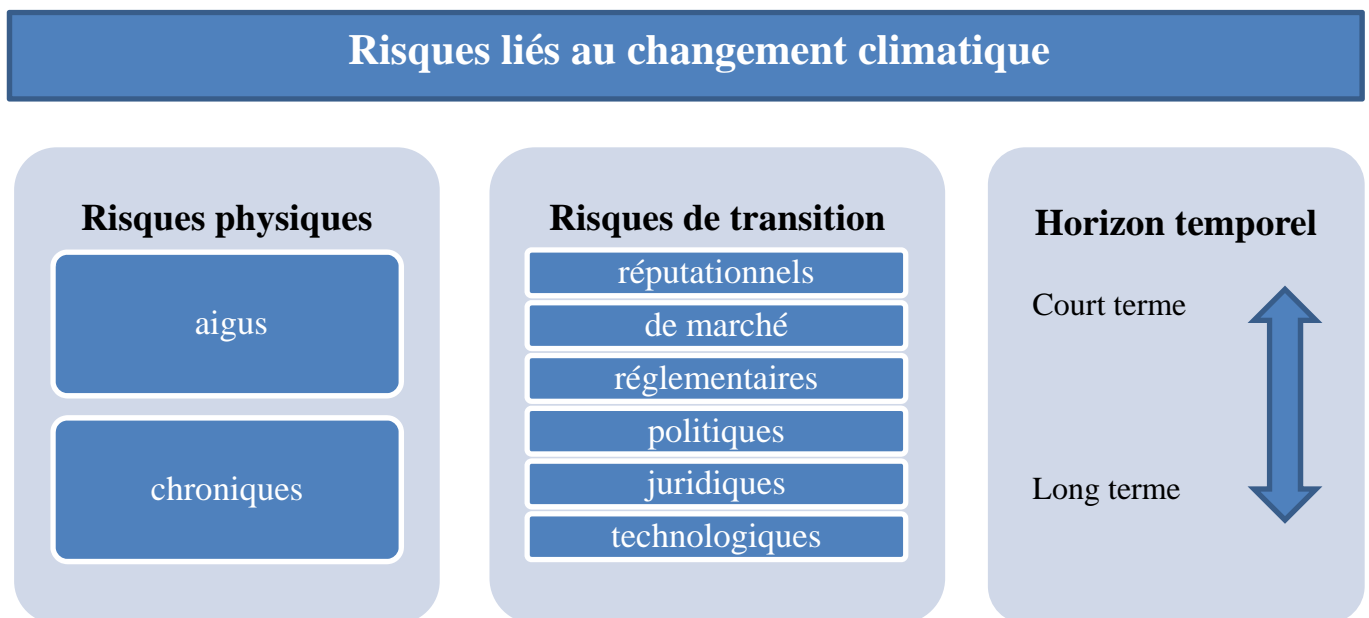 Risques liés au changement climatique
Risques physiques
aigus
chroniques
Risques de transition
réputationnels
de marché
réglementaires
politiques
juridiques
technologiques
Horizon temporel
Court terme
Long terme